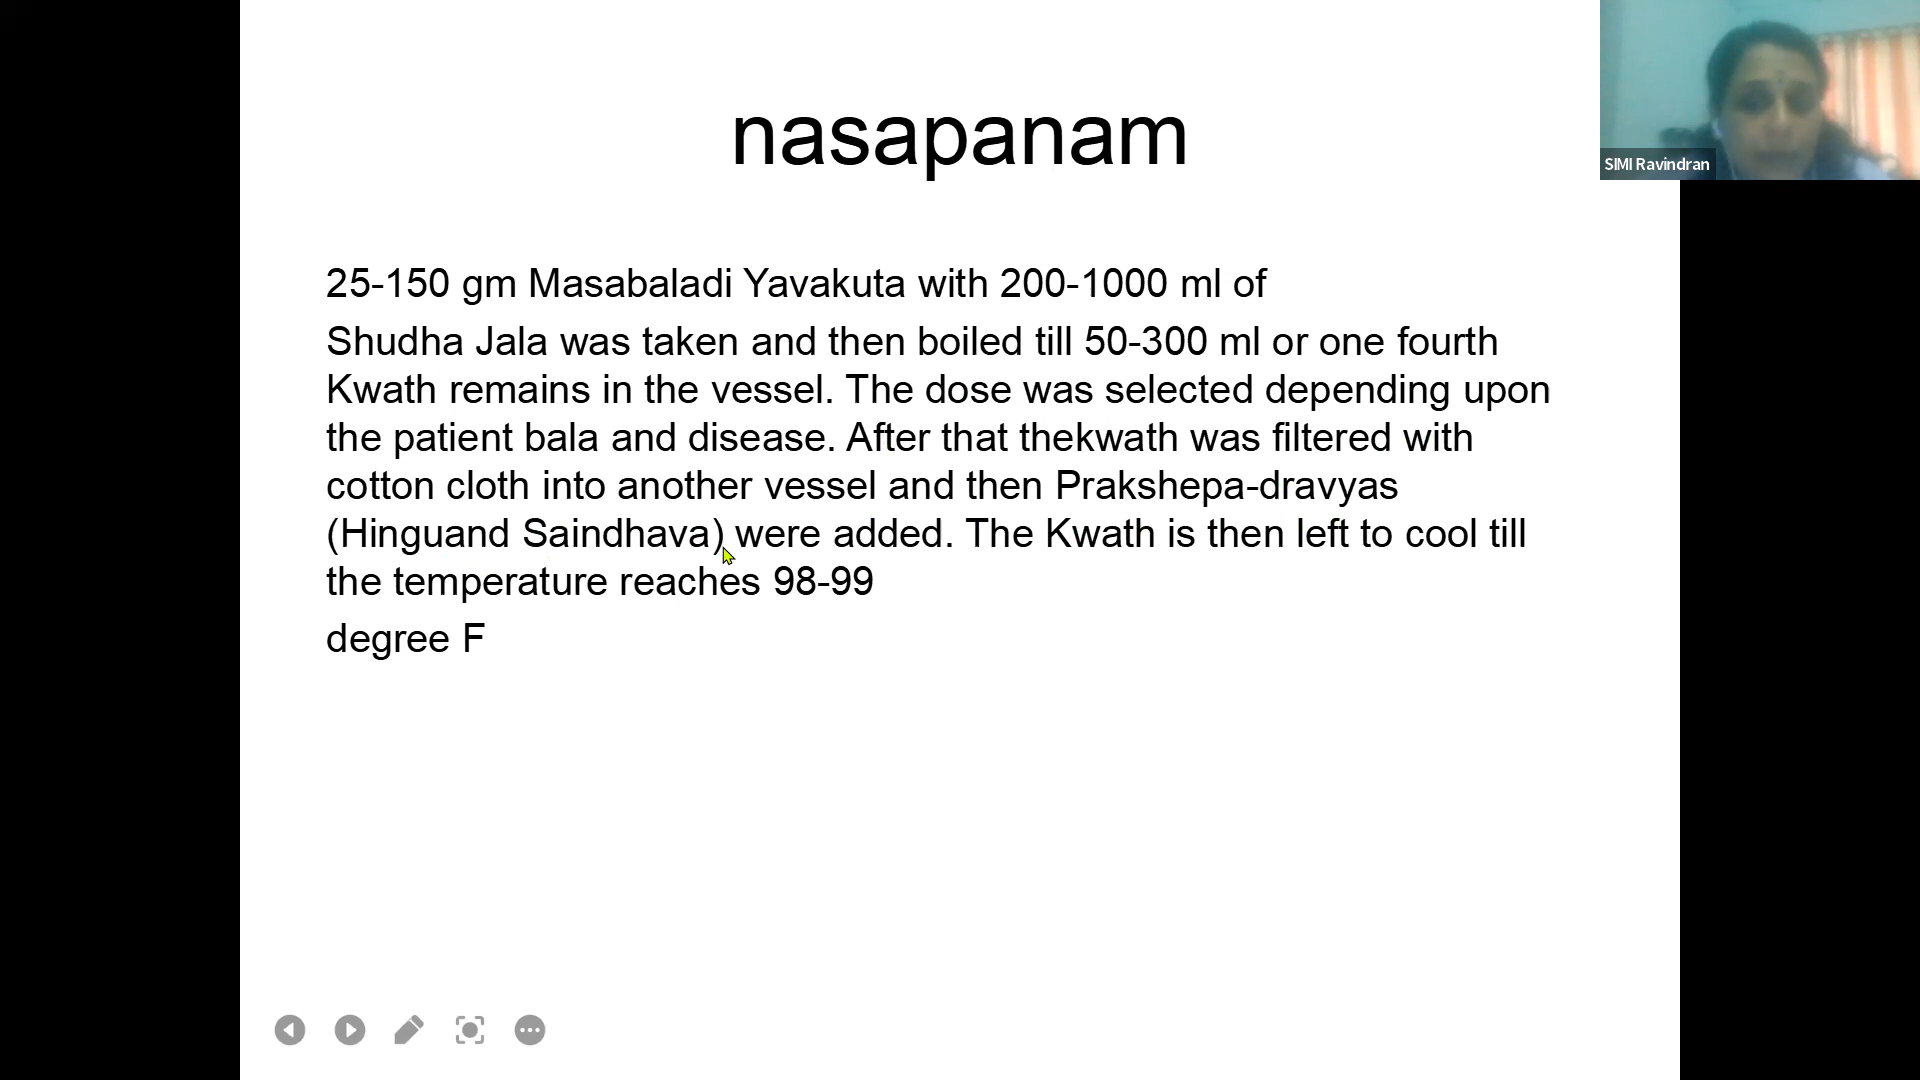 nasapanam
SIMI Ravindran
25-150 gm Masabaladi Yavakuta with 200-1000 ml of
Shudha Jala was taken and then boiled till 50-300 ml or one fourth
Kwath remains in the vessel. The dose was selected depending upon
the patient bala and disease. After that thekwath was filtered with
cotton cloth into another vessel and then Prakshepa-dravyas
(Hinguand Saindhava) were added. The Kwath is then left to cool till
the temperature reaches 98-99
degree F